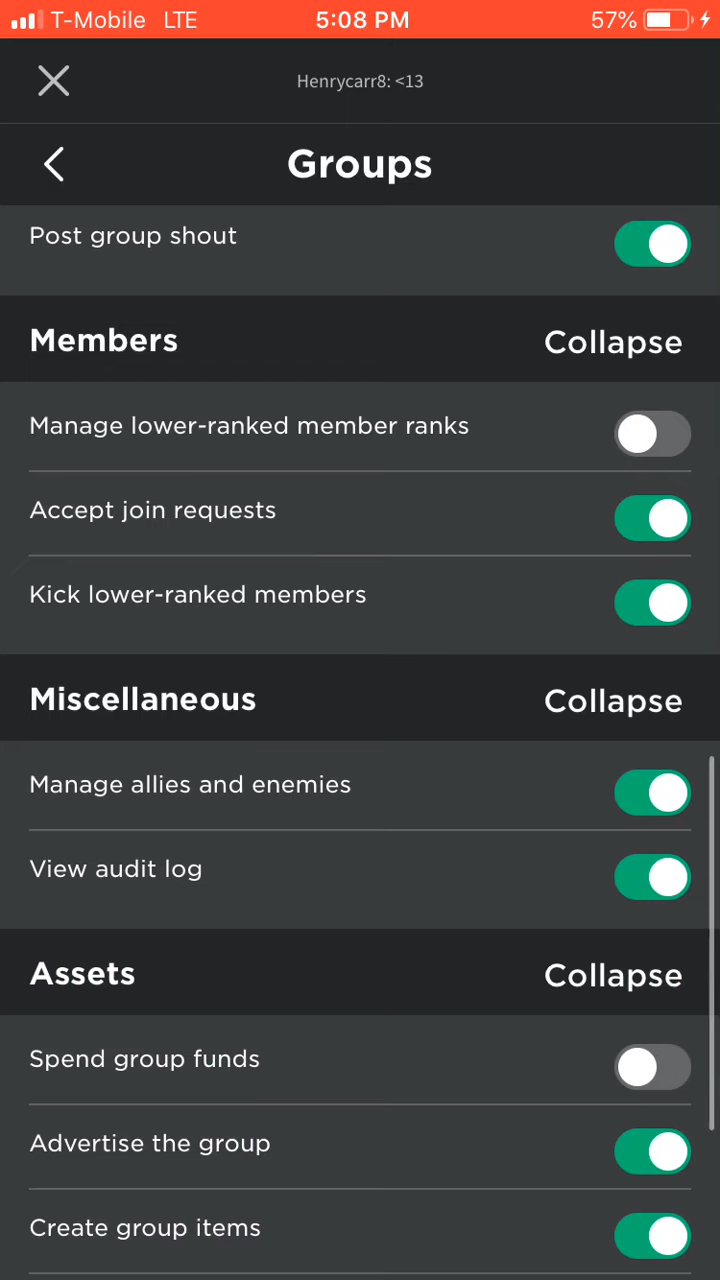 T-Mobile LTE 5:08 PM 57%
Henrycarr8: <13
Groups
Post group shout
Members Collapse
Manage lower-ranked member ranks
Accept join requests
Kick lower-ranked members
Miscellaneous Collapse
Manage allies and enemies
View audit log
Assets Collapse
Spend group funds
Advertise the group
Create group items